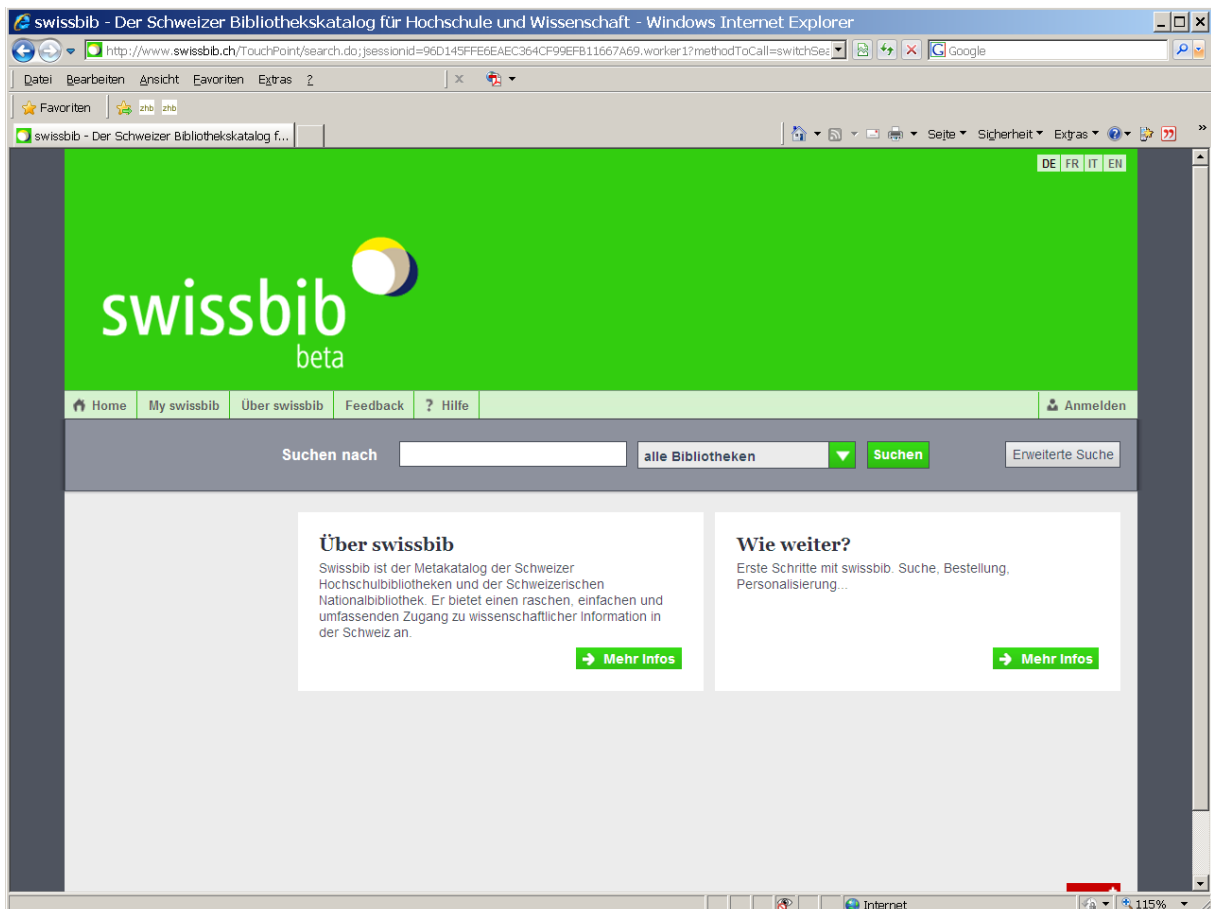 swissbib - Der Schweizer Bibliothekskatalog für Hochschule und Wissenschaft - Windows Internet Explorer
http://www.swissbib.ch/TouchPoint/search.do;jsessionid=96D145FFE6EAEC364CF99EFB11667A69.worker1?methodToCall=switchSea Google
Datei Bearbeiten Ansicht Favoriten Extras ?
Favoriten zhb zhb
swissbib - Der Schweizer Bibliothekskatalog f... Seite Sicherheit Extras »
DE FR IT EN
swissbib
beta
Home My swissbib Über swissbib Feedback ? Hilfe Anmelden
Suchen nach alle Bibliotheken Suchen Erweiterte Suche
Über swissbib
Swissbib ist der Metakatalog der Schweizer
Hochschulbibliotheken und der Schweizerischen
Nationalbibliothek. Er bietet einen raschen, einfachen und
umfassenden Zugang zu wissenschaftlicher Information in
der Schweiz an.
Mehr Infos
Wie weiter?
Erste Schritte mit swissbib. Suche, Bestellung,
Personalisierung...
Mehr Infos
Internet 115%